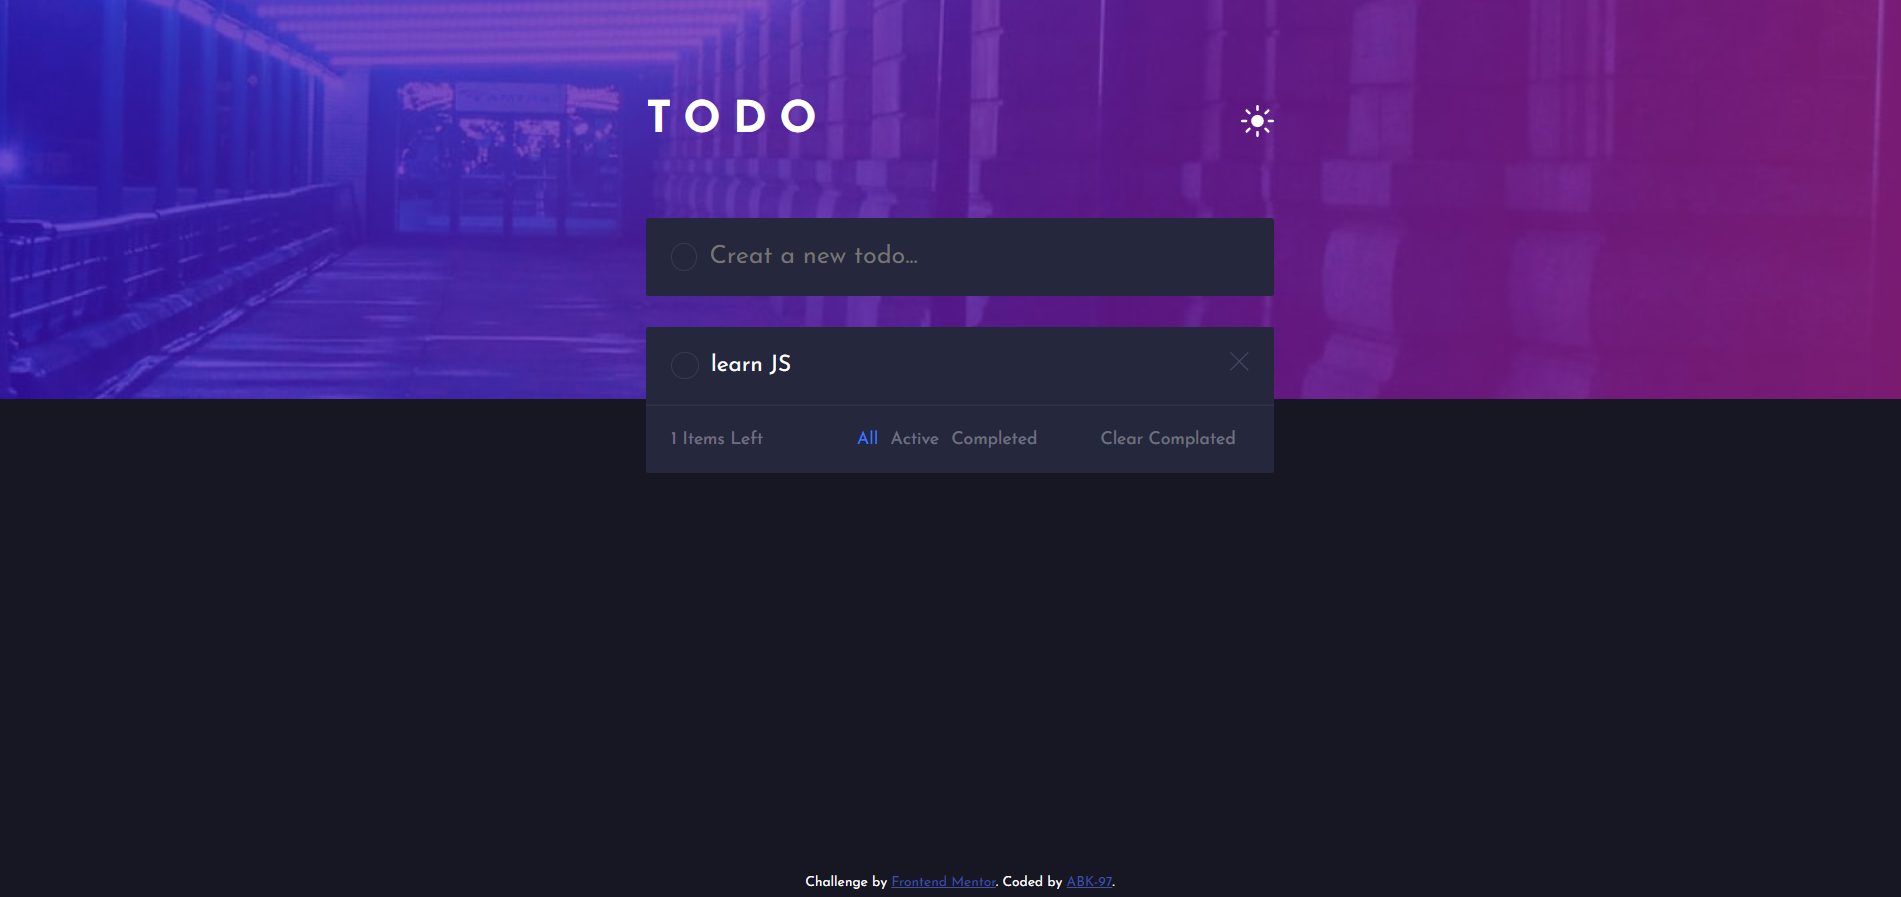 TODO
Creat a new todo...
learn JS
1 Items Left All Active Completed Clear Complated
Challenge by Frontend Mentor. Coded by ABK-97.